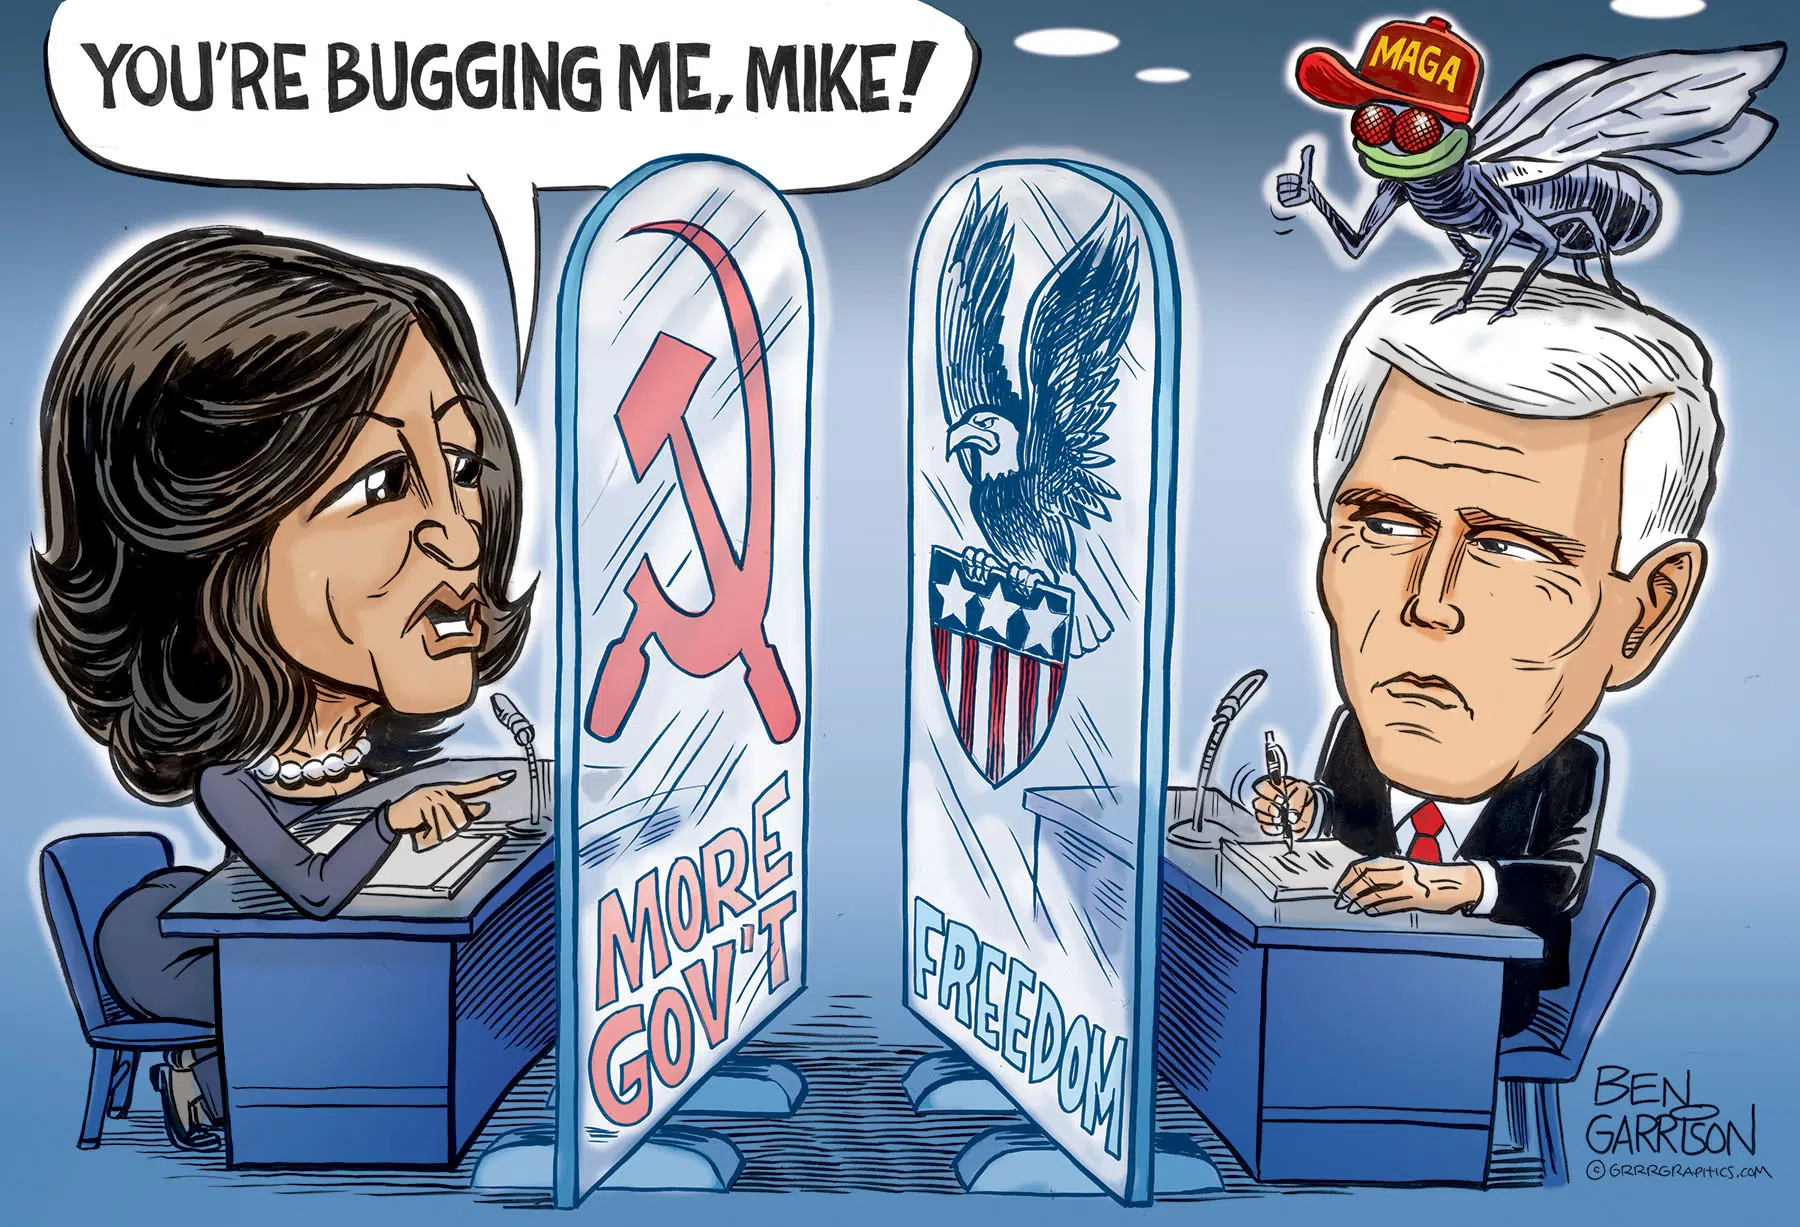 YOU'RE BUGGING ME, MIKE!
MAGA
MORE
GOV'T
FREEDOM
BEN
GARRISON
© GRRRGRAPHICS.COM